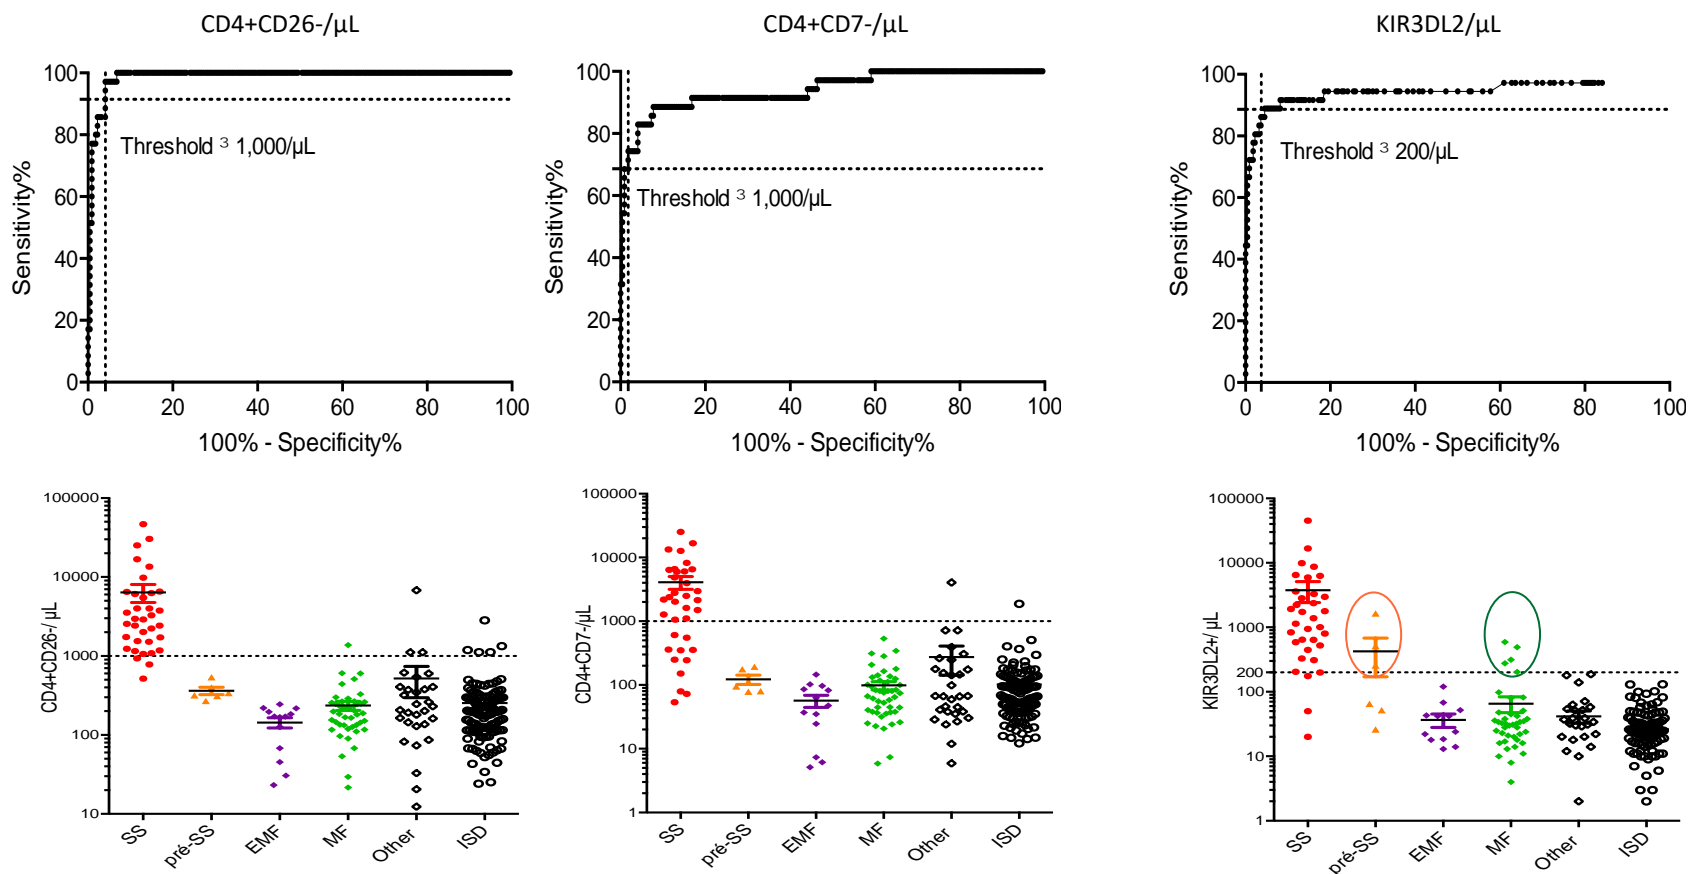 CD4+CD26-/µL
CD4+CD7-/µL
KIR3DL2/µL
Sensitivity%
100
80
60
40
20
0
Threshold ³ 1,000/µL
0 20 40 60 80 100
100% - Specificity%
Sensitivity%
100
80
60
40
20
0
Threshold ³ 1,000/µL
0 20 40 60 80 100
100% - Specificity%
Sensitivity%
100
80
60
40
20
0
Threshold ³ 200/µL
0 20 40 60 80 100
100% - Specificity%
CD4+CD26-/ µL
100000
10000
1000
100
10
SS pré-SS EMF MF Other ISD
CD4+CD7-/µL
100000
10000
1000
100
10
1
SS pré-SS EMF MF Other ISD
KIR3DL2+/ µL
100000
10000
1000
200
100
10
1
SS pré-SS EMF MF Other ISD